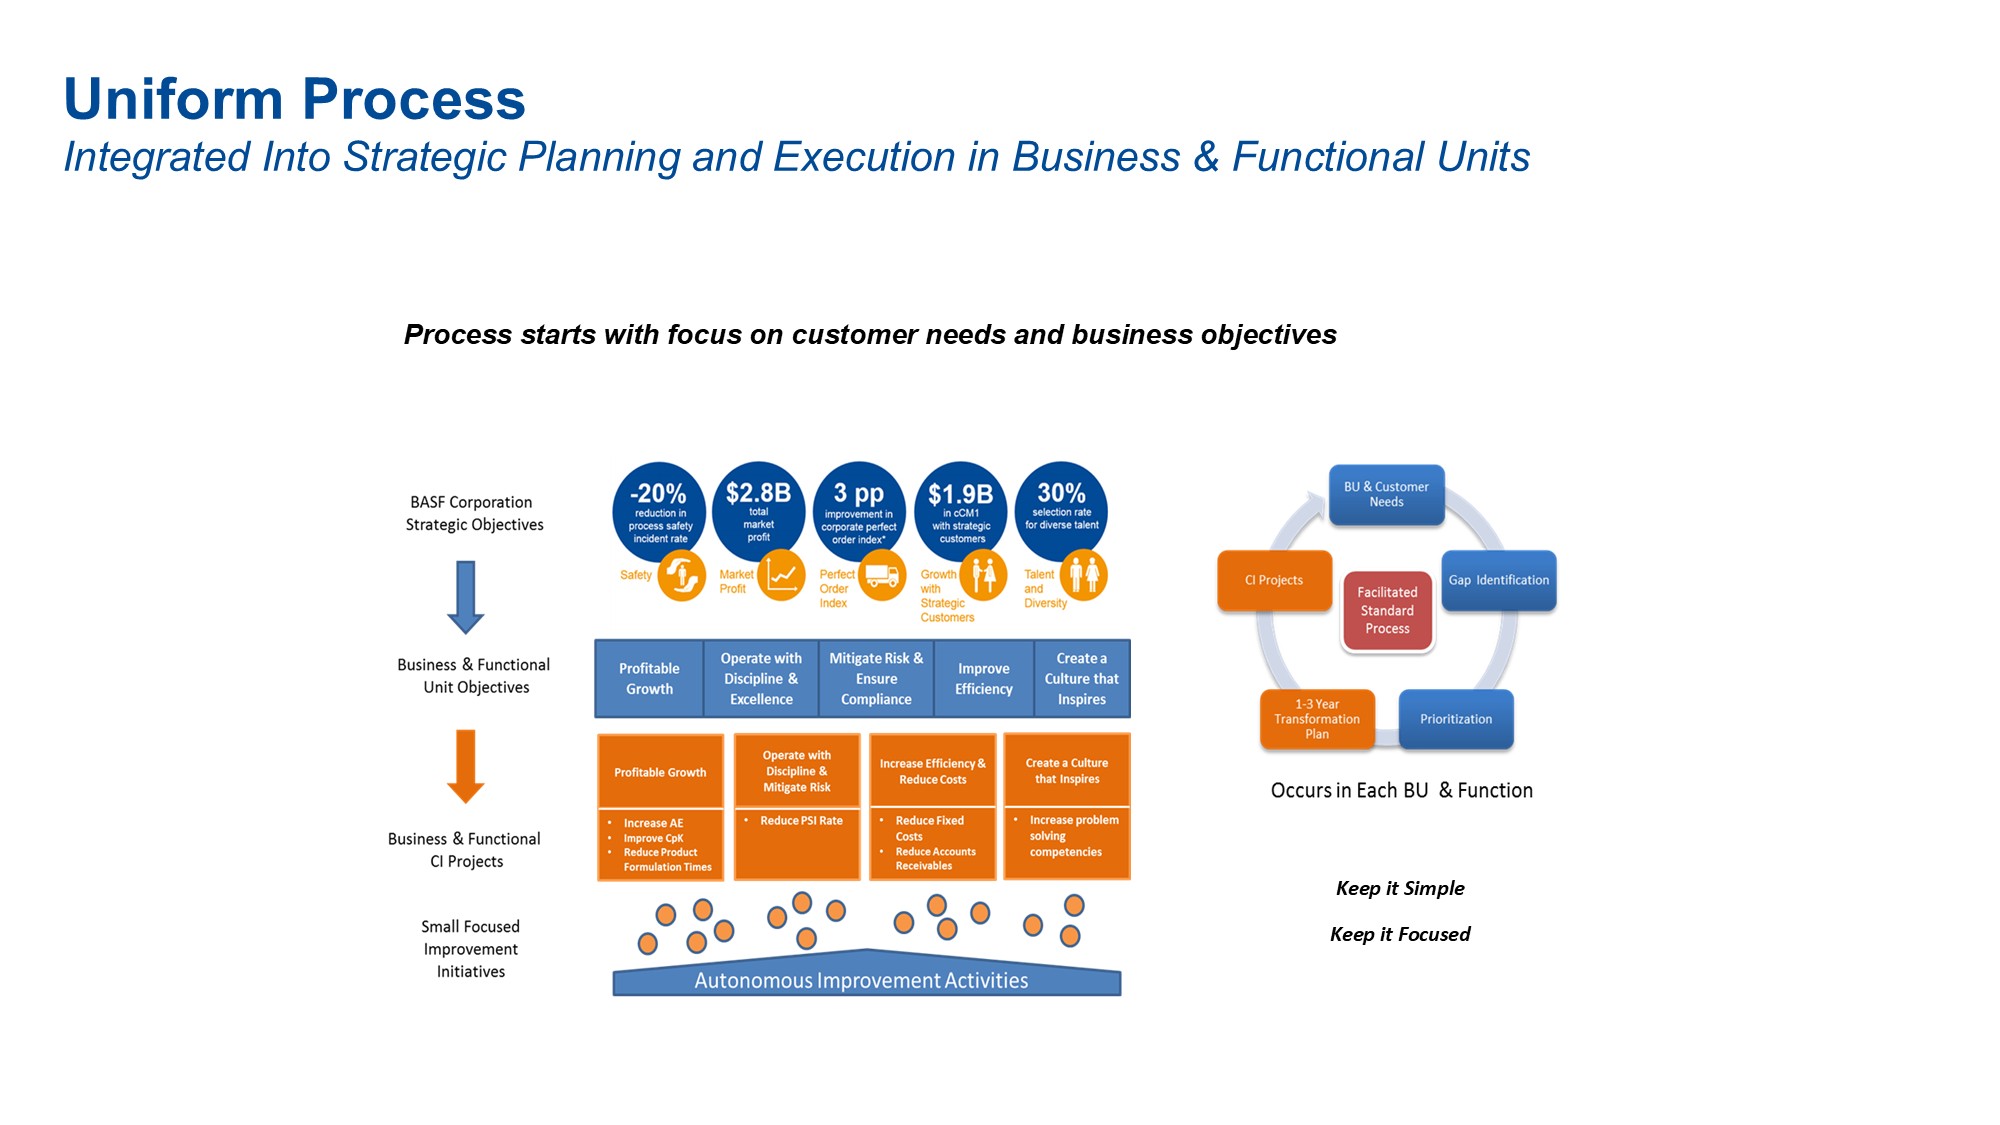 Uniform Process
Integrated Into Strategic Planning and Execution in Business & Functional Units
Process starts with focus on customer needs and business objectives
BASF Corporation
Strategic Objectives
-20%
reduction in
process safety
incident rate
Safety
$2.8B
total
market
profit
Market
Profit
3 pp
improvement in
corporate perfect
order index*
Perfect
Order
Index
$1.9B
in cCM1
with strategic
customers
Growth
with
Strategic
Customers
30%
selection rate
for diverse talent
Talent
and
Diversity
Business & Functional
Unit Objectives
Profitable
Growth
Operate with
Discipline &
Excellence
Mitigate Risk &
Ensure
Compliance
Improve
Efficiency
Create a
Culture that
Inspires
Business & Functional
CI Projects
Profitable Growth
• Increase AE
• Improve CpK
• Reduce Product
Formulation Times
Operate with
Discipline &
Mitigate Risk
• Reduce PSI Rate
Increase Efficiency &
Reduce Costs
• Reduce Fixed
Costs
• Reduce Accounts
Receivables
Create a Culture
that Inspires
• Increase problem
solving
competencies
Small Focused
Improvement
Initiatives
Autonomous Improvement Activities
BU & Customer
Needs
Gap Identification
Prioritization
1-3 Year
Transformation
Plan
CI Projects
Facilitated
Standard
Process
Occurs in Each BU & Function
Keep it Simple
Keep it Focused